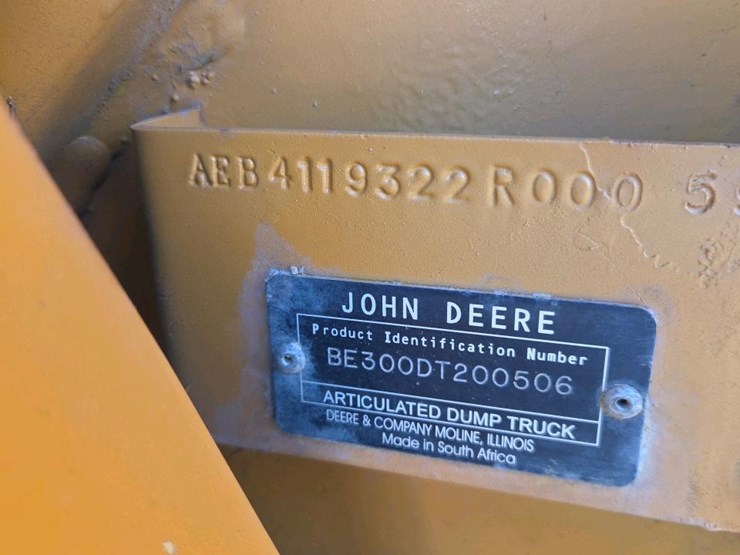 AEB4119322R000 5
JOHN DEERE
Product Identification Number
BE300DT200506
ARTICULATED DUMP TRUCK
DEERE & COMPANY MOLINE, ILLINOIS
Made in South Africa